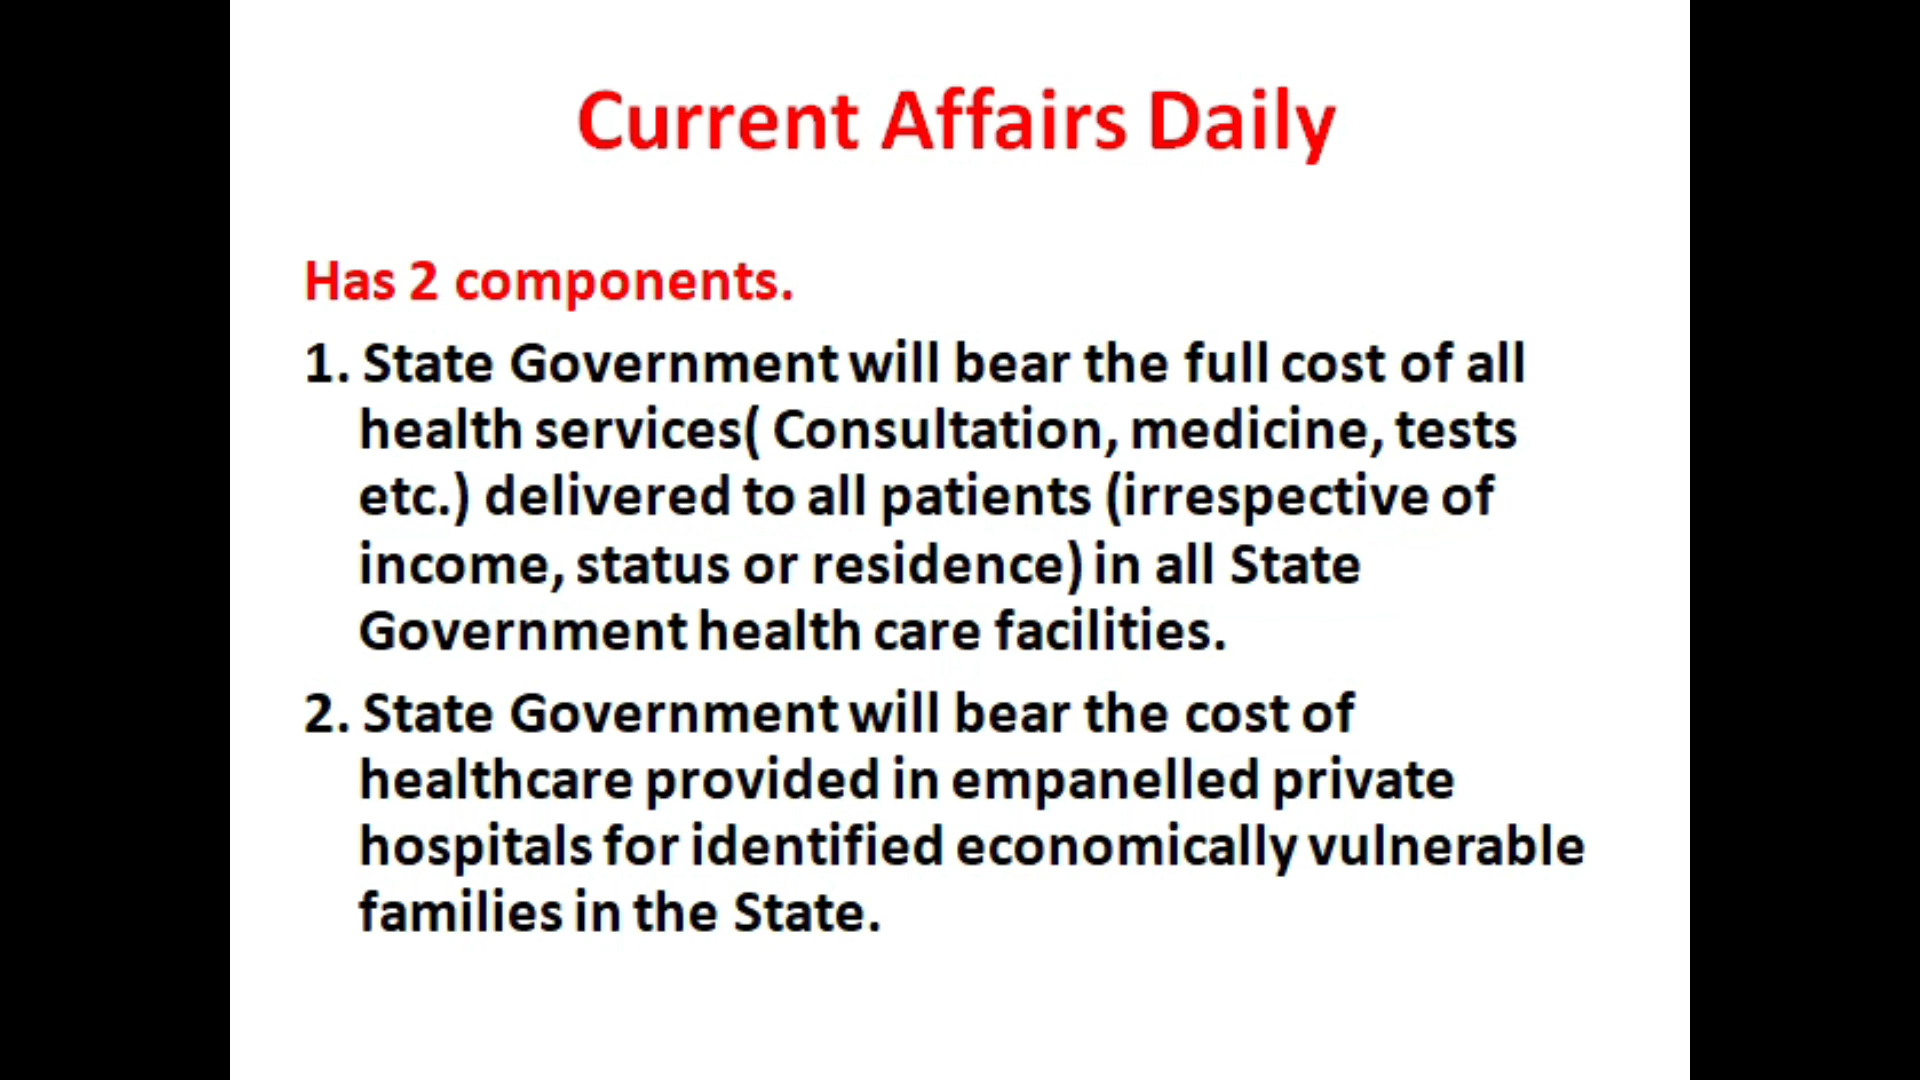 Current Affairs Daily
Has 2 components.
1. State Government will bear the full cost of all
health services( Consultation, medicine, tests
etc.) delivered to all patients (irrespective of
income, status or residence) in all State
Government health care facilities.
2. State Government will bear the cost of
healthcare provided in empanelled private
hospitals for identified economically vulnerable
families in the State.